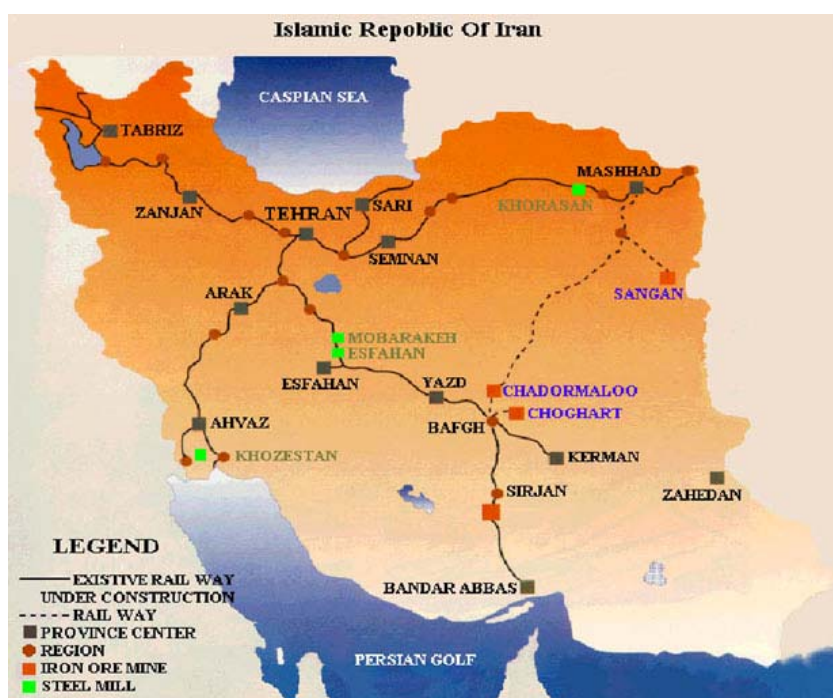 Islamic Repoblic Of Iran
CASPIAN SEA
TABRIZ
MASHHAD
ZANJAN
TEHRAN
SARI
KHORASAN
SEMNAN
ARAK
SANGAN
MOBARAKEH
ESFAHAN
ESFAHAN
YAZD
CHADORMALOO
CHOGHART
AHVAZ
BAFGH
KHOZESTAN
KERMAN
SIRJAN
ZAHEDAN
BANDAR ABBAS
PERSIAN GOLF
LEGEND
EXISTIVE RAIL WAY
UNDER CONSTRUCTION
RAIL WAY
PROVINCE CENTER
REGION
IRON ORE MINE
STEEL MILL